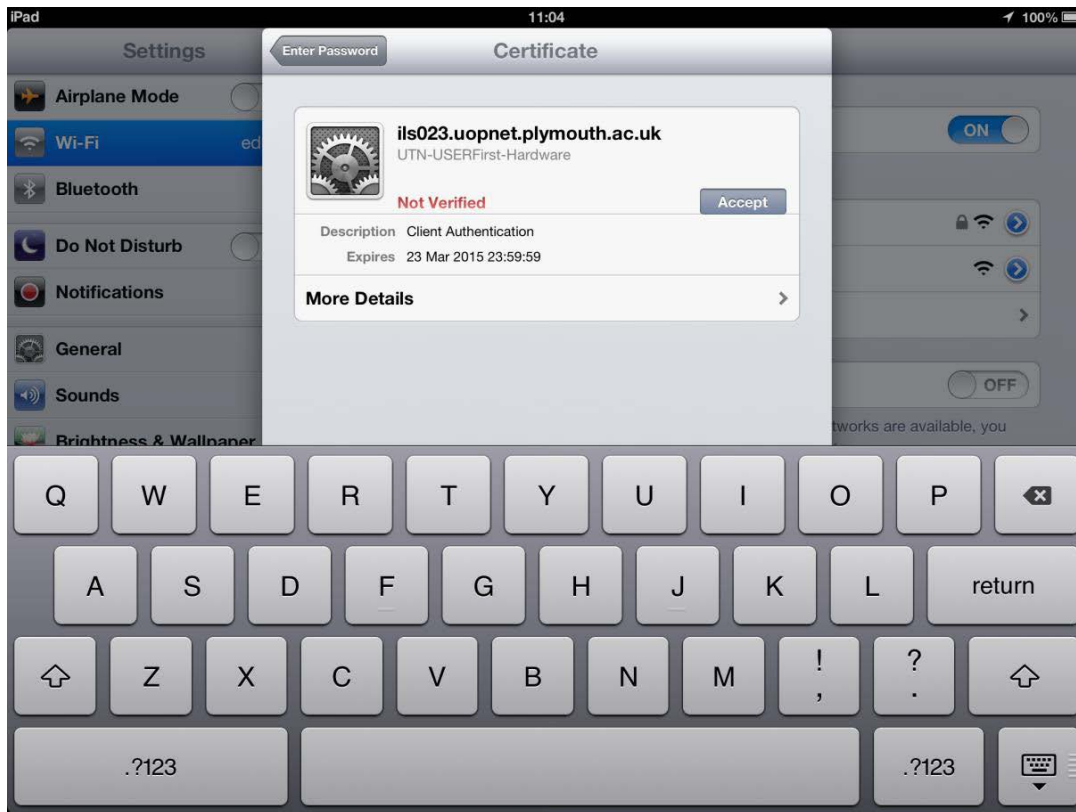 iPad 11:04 100%
Settings
Enter Password Certificate
Airplane Mode
Wi-Fi ed
Bluetooth
Do Not Disturb
Notifications
General
Sounds
Brightness & Wallpaper
ils023.uopnet.plymouth.ac.uk
UTN-USERFirst-Hardware
Not Verified Accept
Description Client Authentication
Expires 23 Mar 2015 23:59:59
More Details
ON
OFF
tworks are available, you
Q W E R T Y U I O P
A S D F G H J K L return
Z X C V B N M ! , ? .
.?123 .?123